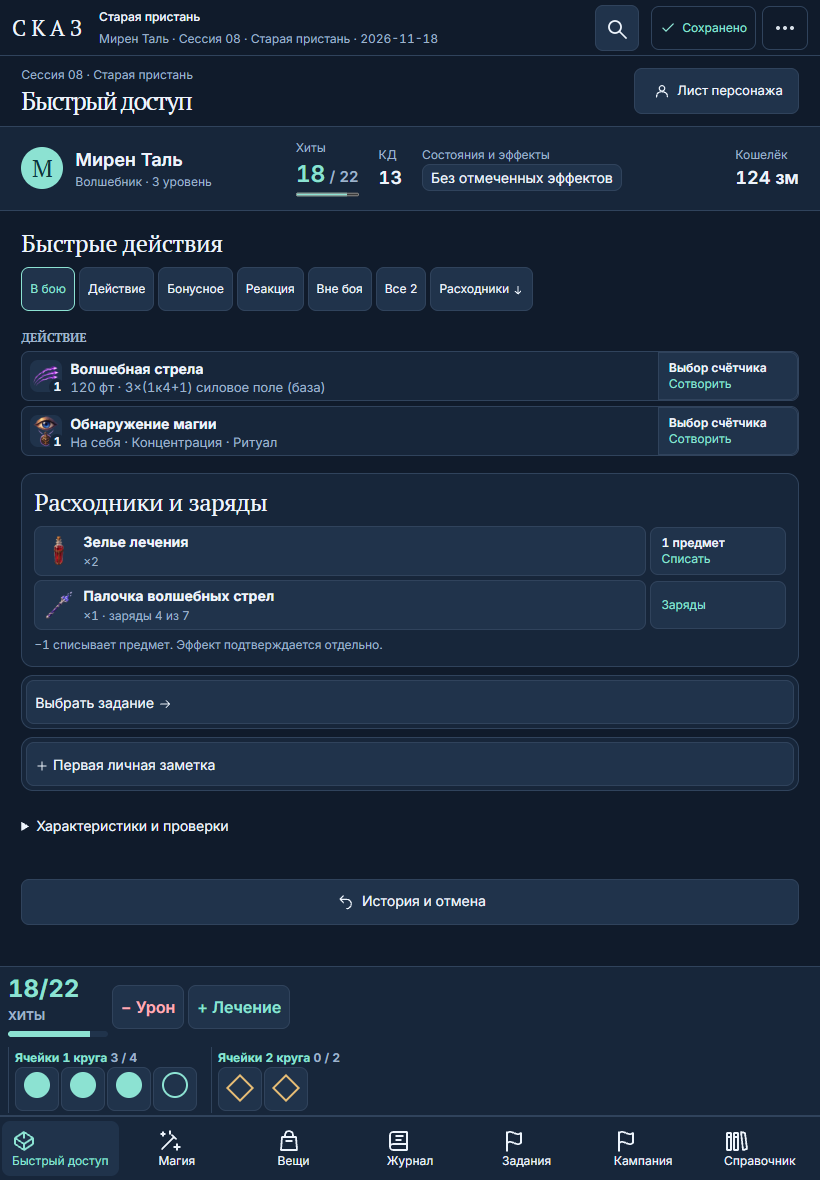 СКАЗ
Старая пристань
Мирен Таль · Сессия 08 · Старая пристань · 2026-11-18
Сохранено
Сессия 08 · Старая пристань
Быстрый доступ
Лист персонажа
М
Мирен Таль
Волшебник · 3 уровень
Хиты
18 / 22
КД
13
Состояния и эффекты
Без отмеченных эффектов
Кошелёк
124 зм
Быстрые действия
В бою
Действие
Бонусное
Реакция
Вне боя
Все 2
Расходники ↓
ДЕЙСТВИЕ
1
Волшебная стрела
120 фт · 3×(1к4+1) силовое поле (база)
Выбор счётчика
Сотворить
1
Обнаружение магии
На себя · Концентрация · Ритуал
Выбор счётчика
Сотворить
Расходники и заряды
Зелье лечения
×2
1 предмет
Списать
Палочка волшебных стрел
×1 · заряды 4 из 7
Заряды
−1 списывает предмет. Эффект подтверждается отдельно.
Выбрать задание →
+ Первая личная заметка
Характеристики и проверки
История и отмена
18/22
ХИТЫ
− Урон
+ Лечение
Ячейки 1 круга 3 / 4
Ячейки 2 круга 0 / 2
Быстрый доступ
Магия
Вещи
Журнал
Задания
Кампания
Справочник